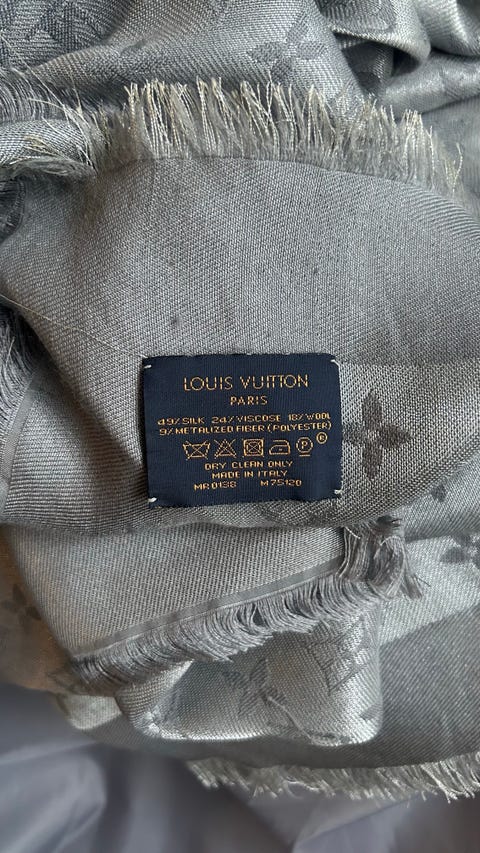 LOUIS VUITTON
PARIS
49% SILK 24% VISCOSE 18% WOOL
9% METALIZED FIBER (POLYESTER)
P ®
DRY CLEAN ONLY
MADE IN ITALY
MR0138 M75120